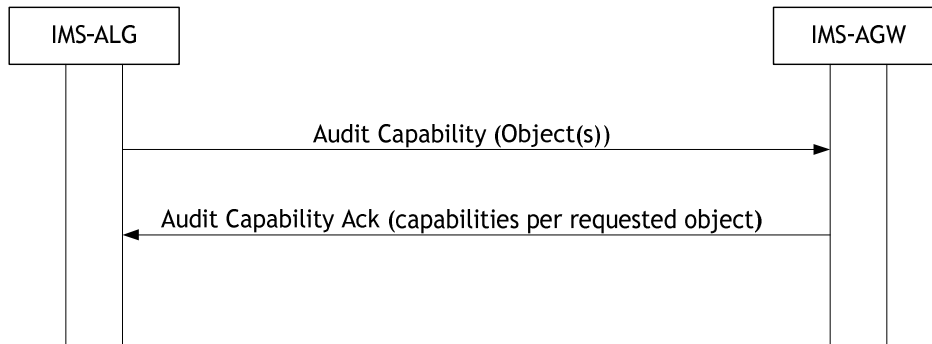 IMS-ALG
IMS-AGW
Audit Capability (Object(s))
Audit Capability Ack (capabilities per requested object)